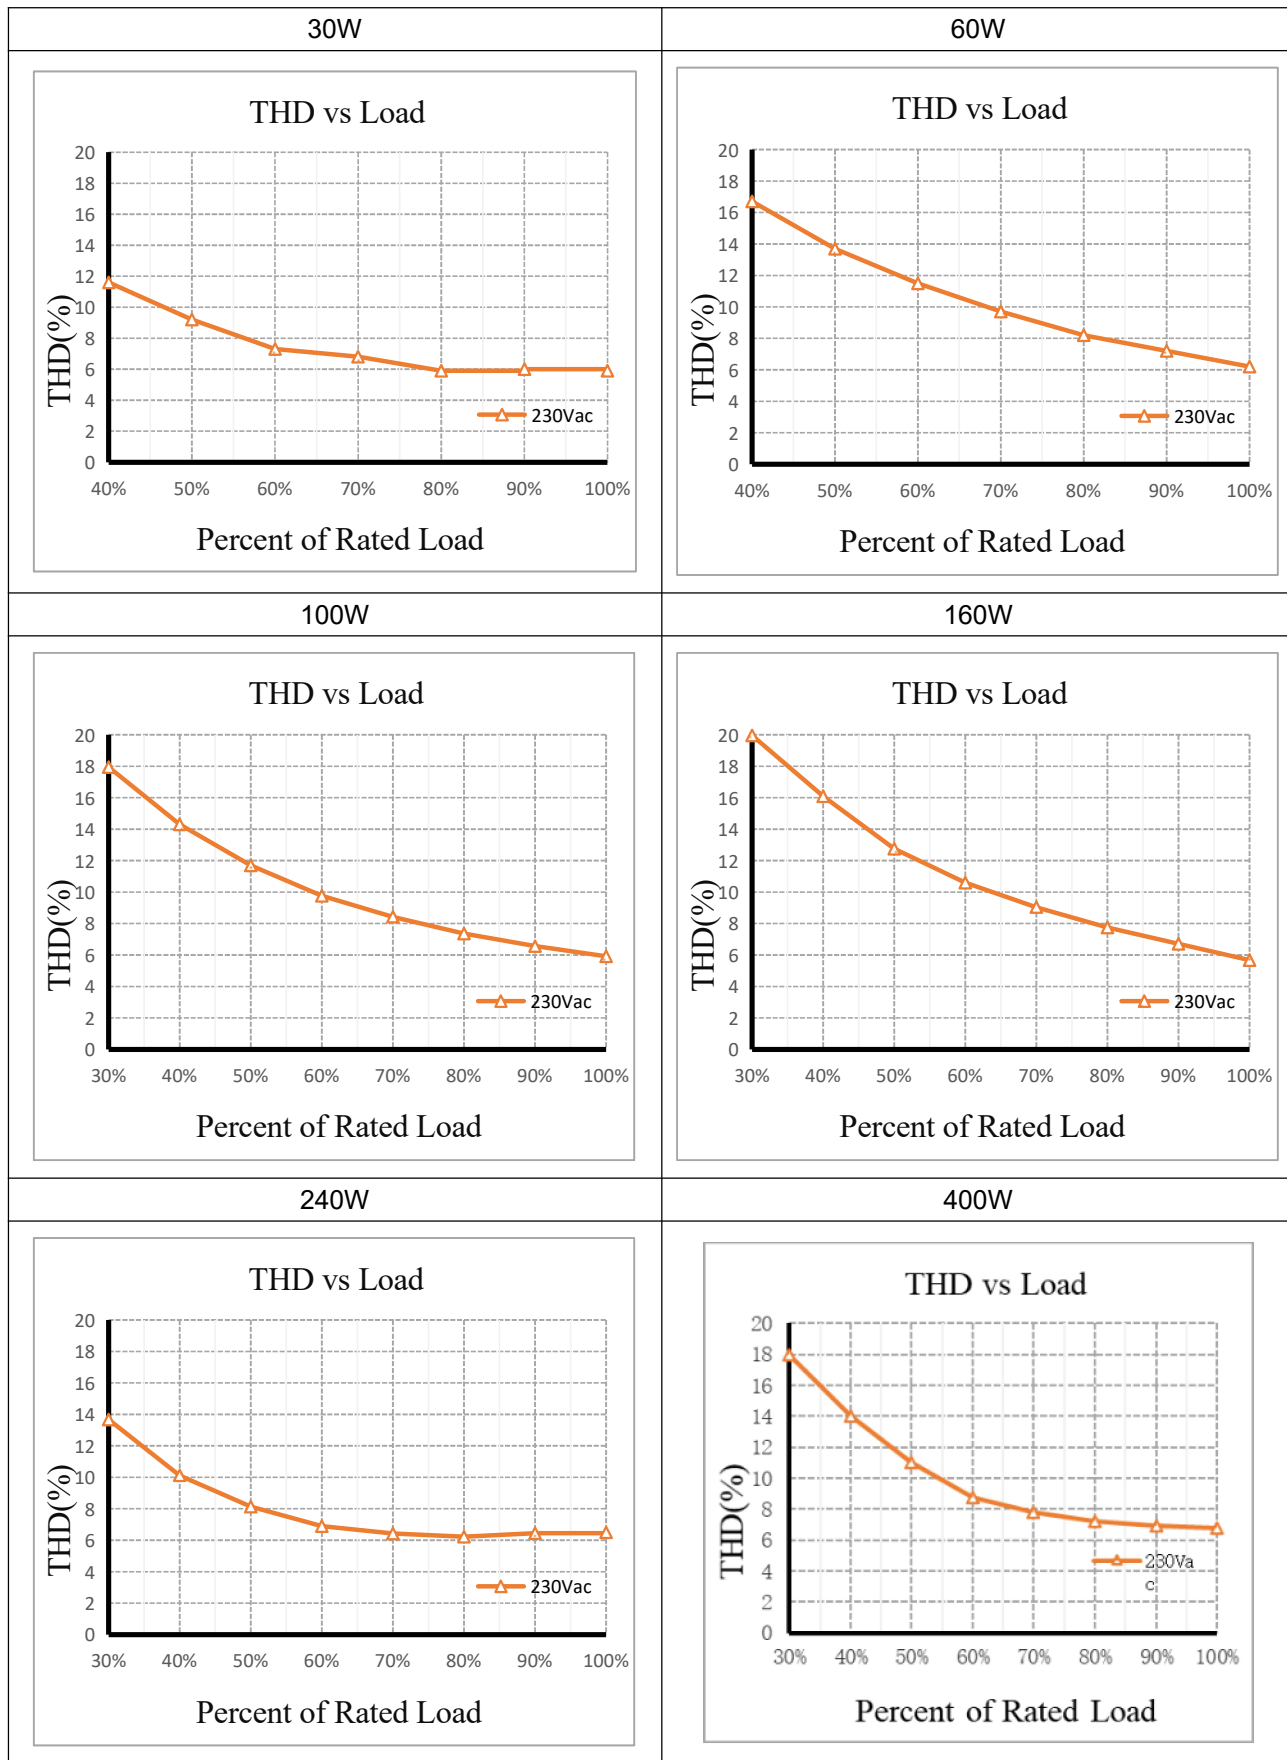 30W
60W
THD vs Load
20
18
16
14
12
10
8
6
4
2
0
THD(%)
230Vac
40% 50% 60% 70% 80% 90% 100%
Percent of Rated Load
THD vs Load
20
18
16
14
12
10
8
6
4
2
0
THD(%)
230Vac
40% 50% 60% 70% 80% 90% 100%
Percent of Rated Load
100W
160W
THD vs Load
20
18
16
14
12
10
8
6
4
2
0
THD(%)
230Vac
30% 40% 50% 60% 70% 80% 90% 100%
Percent of Rated Load
THD vs Load
20
18
16
14
12
10
8
6
4
2
0
THD(%)
230Vac
30% 40% 50% 60% 70% 80% 90% 100%
Percent of Rated Load
240W
400W
THD vs Load
20
18
16
14
12
10
8
6
4
2
0
THD(%)
230Vac
30% 40% 50% 60% 70% 80% 90% 100%
Percent of Rated Load
THD vs Load
20
18
16
14
12
10
8
6
4
2
0
THD(%)
230Va
c
30% 40% 50% 60% 70% 80% 90% 100%
Percent of Rated Load